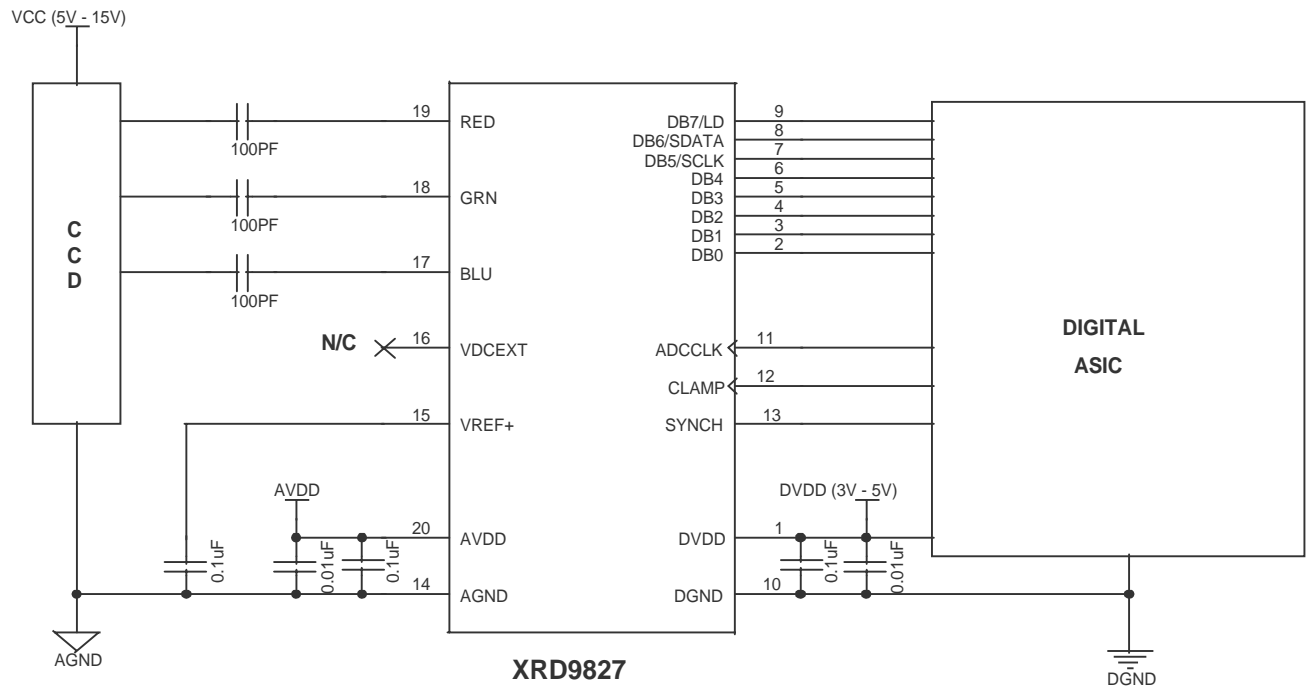 VCC (5V - 15V)
CCD
100PF
100PF
100PF
N/C
19 RED
18 GRN
17 BLU
16 VDCEXT
15 VREF+
AVDD
20 AVDD
0.1uF
0.01uF
0.1uF
14 AGND
AGND
DB7/LD 9
DB6/SDATA 8
DB5/SCLK 7
DB4 6
DB3 5
DB2 4
DB1 3
DB0 2
ADCCLK 11
CLAMP 12
SYNCH 13
DVDD (3V - 5V)
DVDD 1
0.1uF
0.01uF
DGND 10
XRD9827
DIGITAL
ASIC
DGND